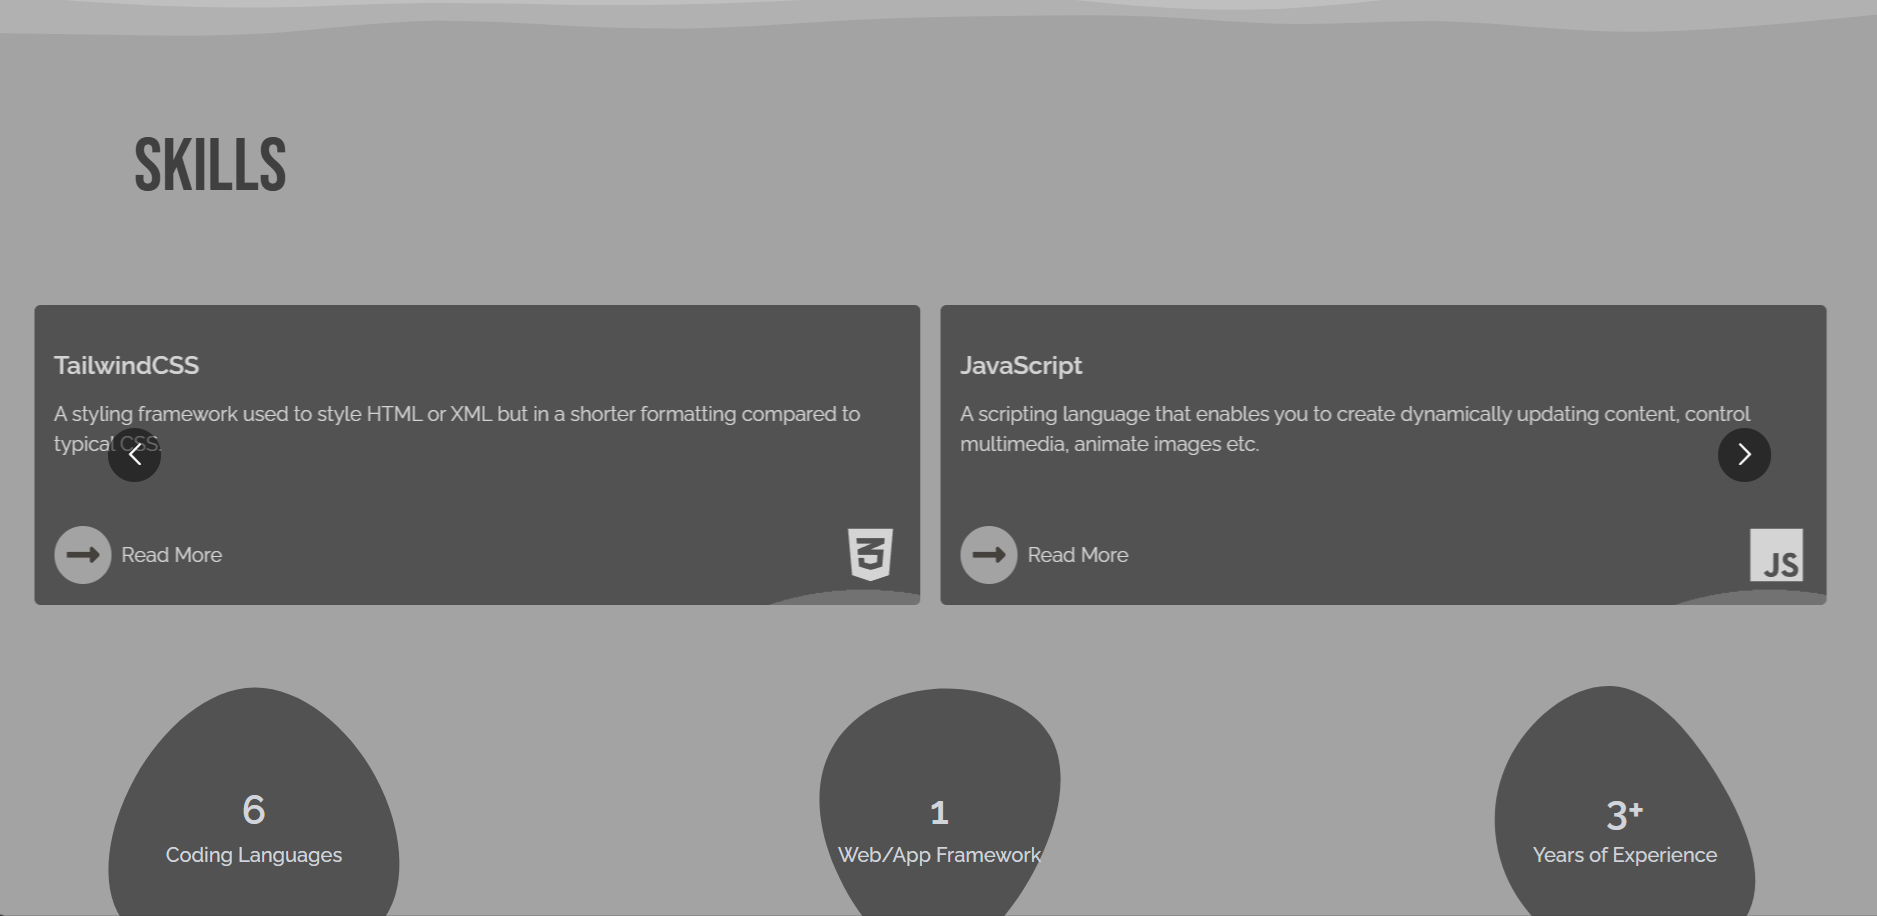 SKILLS
TailwindCSS
A styling framework used to style HTML or XML but in a shorter formatting compared to
typical CSS.
Read More
3
JavaScript
A scripting language that enables you to create dynamically updating content, control
multimedia, animate images etc.
Read More
JS
6
Coding Languages
1
Web/App Framework
3+
Years of Experience